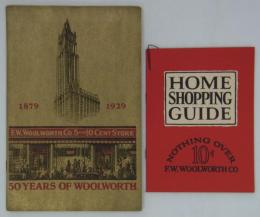 1879 1929
F.W. WOOLWORTH CO 5 AND 10 CENT STORE
50 YEARS OF WOOLWORTH
HOME
SHOPPING
GUIDE
NOTHING OVER
10¢
F.W. WOOLWORTH CO.